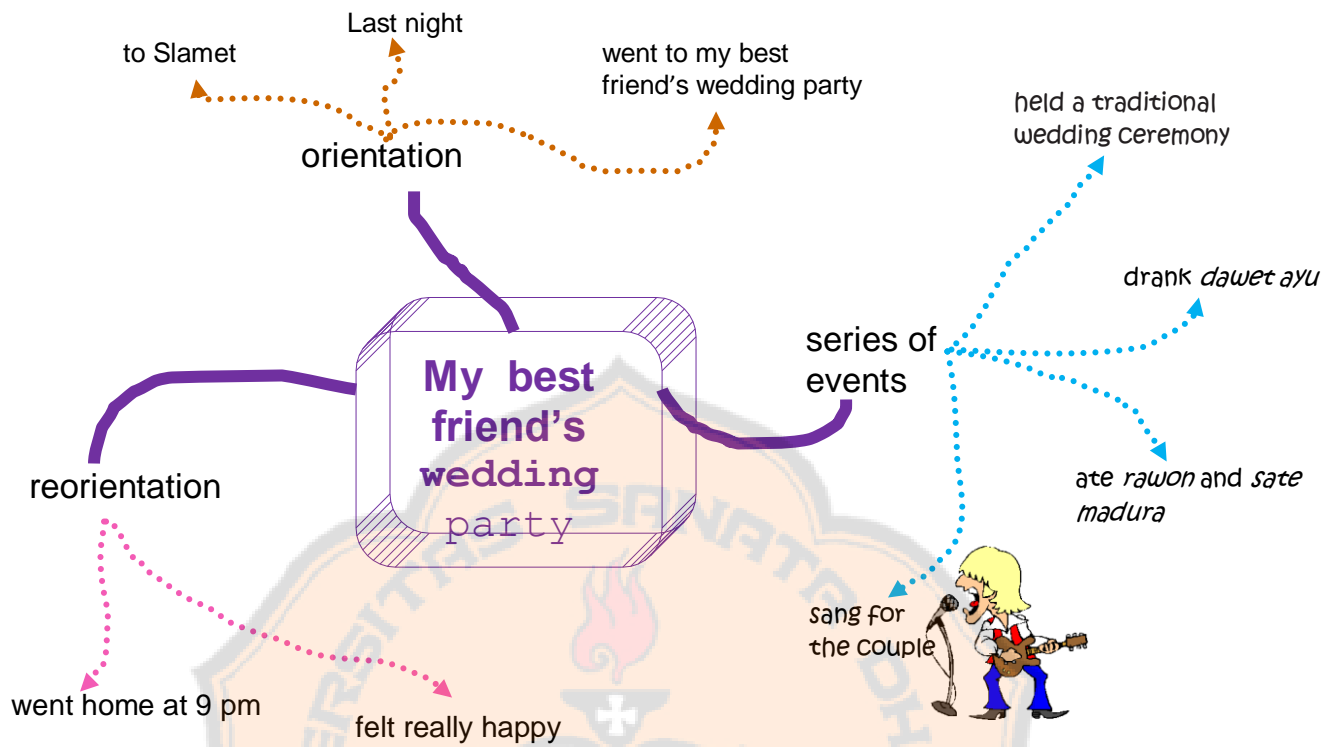 Last night
to Slamet
went to my best
friend's wedding party
orientation
held a traditional
wedding ceremony
drank dawet ayu
series of
events
ate rawon and sate
madura
sang for
the couple
My best
friend's
wedding
party
reorientation
went home at 9 pm
felt really happy